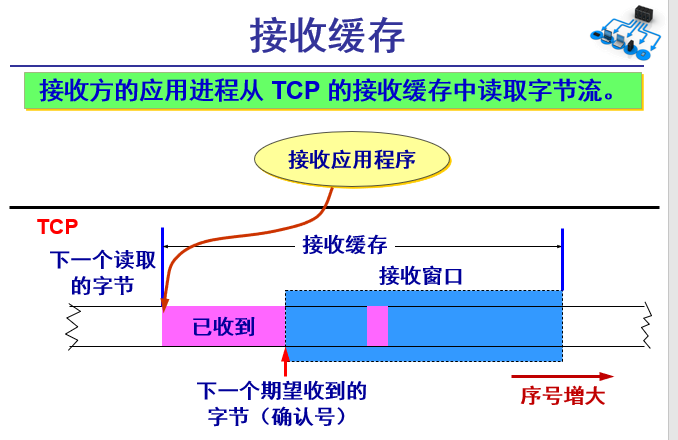 接收缓存
接收方的应用进程从 TCP 的接收缓存中读取字节流。
接收应用程序
TCP
接收缓存
下一个读取
的字节
接收窗口
已收到
下一个期望收到的
字节（确认号）
序号增大